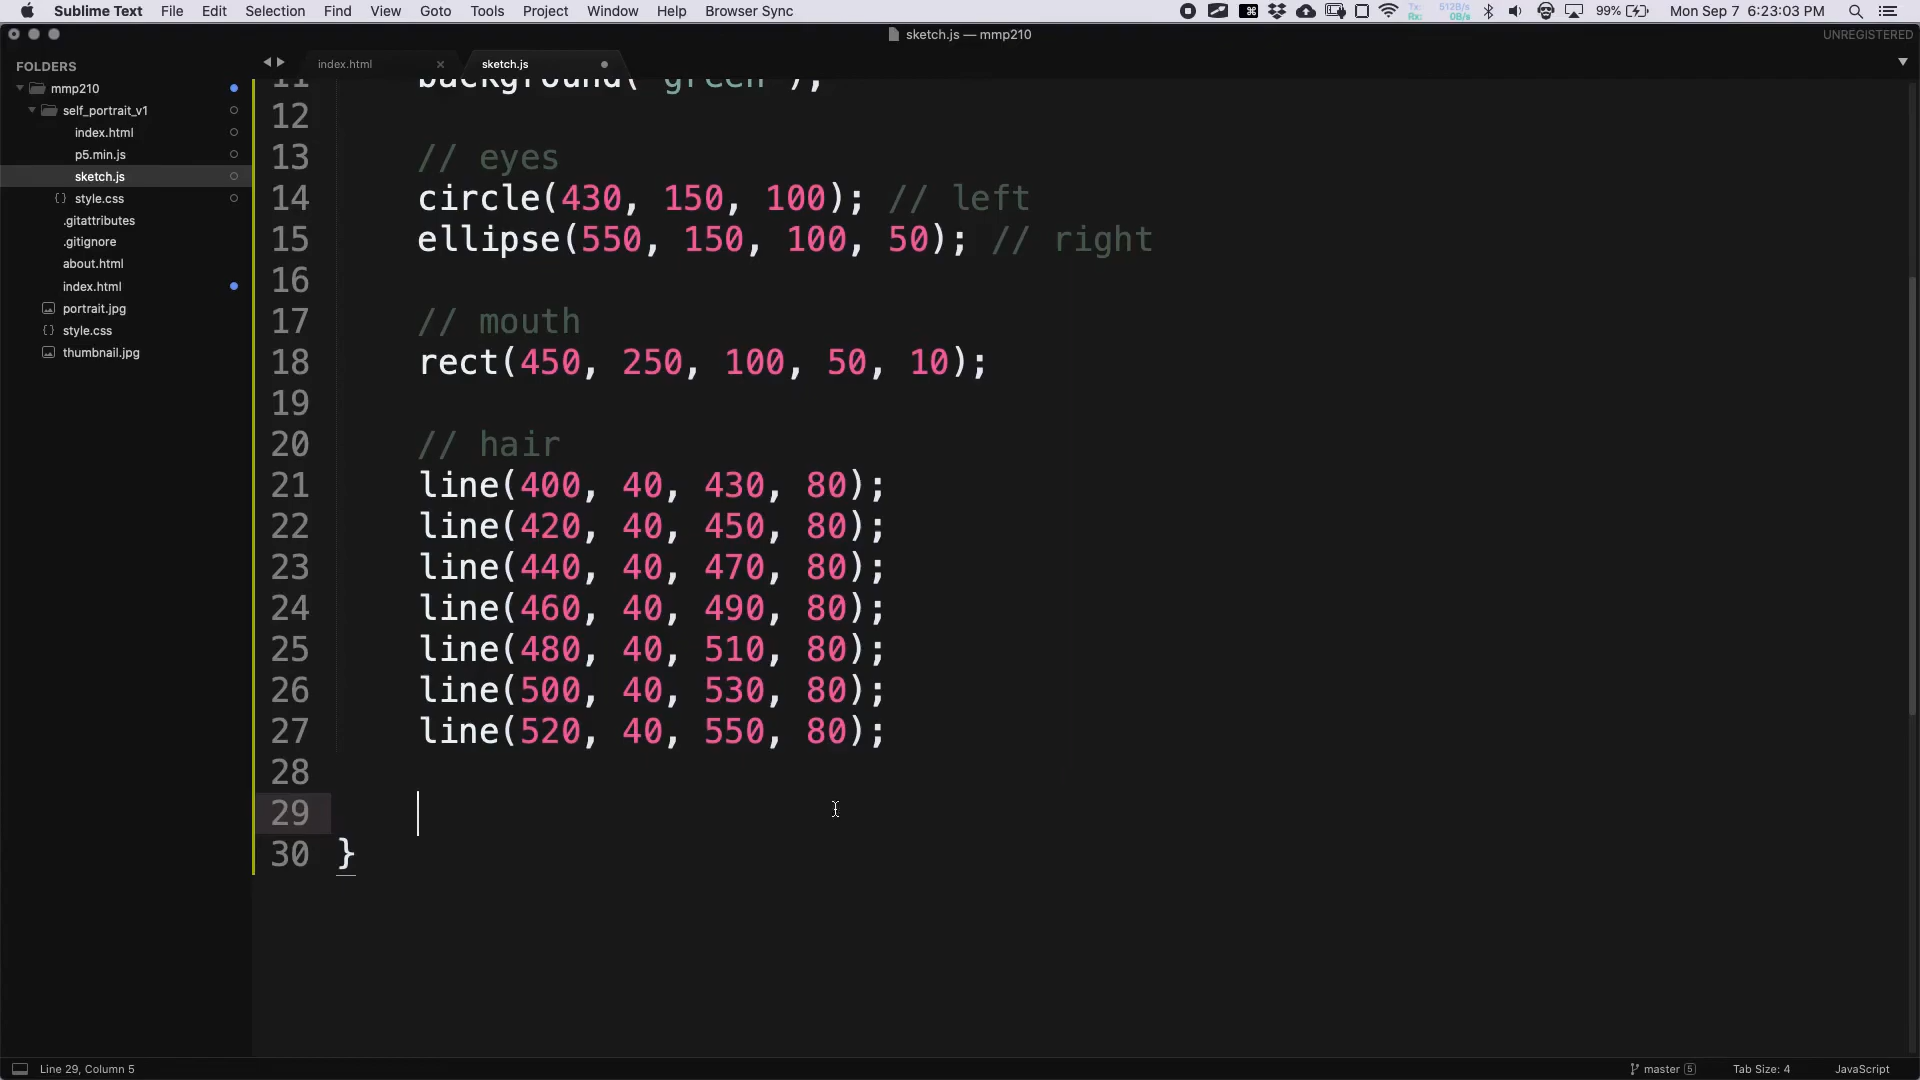 Sublime Text File Edit Selection Find View Goto Tools Project Window Help Browser Sync
99% Mon Sep 7 6:23:03 PM
Tx: 512B/s
Rx: 0B/s
sketch.js — mmp210
UNREGISTERED
FOLDERS
mmp210
self_portrait_v1
index.html
p5.min.js
sketch.js
{} style.css
.gitattributes
.gitignore
about.html
index.html
portrait.jpg
{} style.css
thumbnail.jpg
index.html ×
sketch.js
11 background("green");
12
13 // eyes
14 circle(430, 150, 100); // left
15 ellipse(550, 150, 100, 50); // right
16
17 // mouth
18 rect(450, 250, 100, 50, 10);
19
20 // hair
21 line(400, 40, 430, 80);
22 line(420, 40, 450, 80);
23 line(440, 40, 470, 80);
24 line(460, 40, 490, 80);
25 line(480, 40, 510, 80);
26 line(500, 40, 530, 80);
27 line(520, 40, 550, 80);
28
29
30 }
Line 29, Column 5
master 5
Tab Size: 4
JavaScript